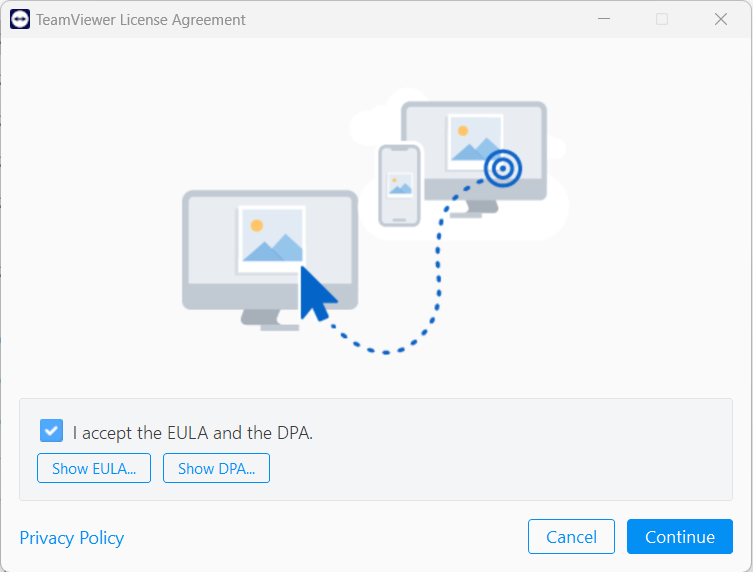 TeamViewer License Agreement
I accept the EULA and the DPA.
Show EULA... Show DPA...
Privacy Policy Cancel Continue